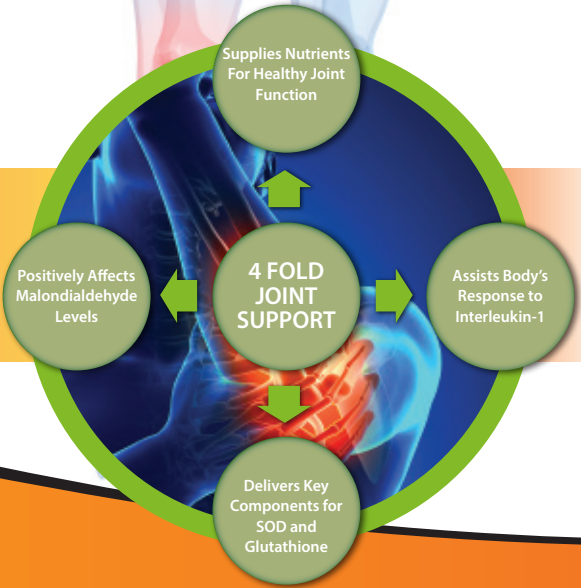 Supplies Nutrients
For Healthy Joint
Function
Positively Affects
Malondialdehyde
Levels
4 FOLD
JOINT
SUPPORT
Assists Body's
Response to
Interleukin-1
Delivers Key
Components for
SOD and
Glutathione